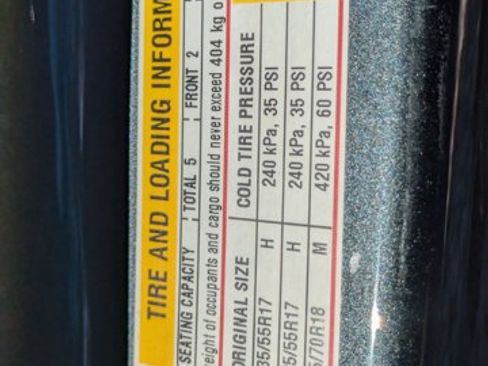 TIRE AND LOADING INFORM
SEATING CAPACITY TOTAL 5 FRONT 2
eight of occupants and cargo should never exceed 404 kg o
ORIGINAL SIZE COLD TIRE PRESSURE
35/55R17 H 240 kPa, 35 PSI
5/55R17 H 240 kPa, 35 PSI
5/70R18 M 420 kPa, 60 PSI